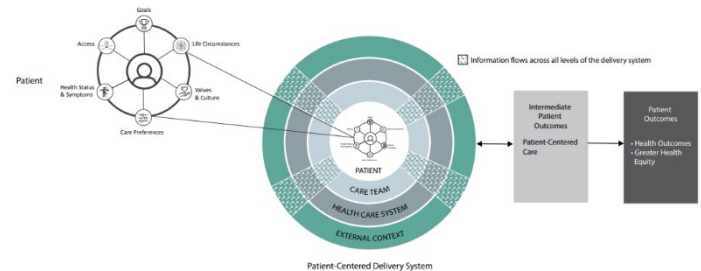 Goals
Access
Life Circumstances
Patient
Health Status
& Symptoms
Values
& Culture
Care Preferences
Information flows across all levels of the delivery system
PATIENT
CARE TEAM
HEALTH CARE SYSTEM
EXTERNAL CONTEXT
Intermediate
Patient
Outcomes
Patient-Centered
Care
Patient
Outcomes
• Health Outcomes
• Greater Health
Equity
Patient-Centered Delivery System